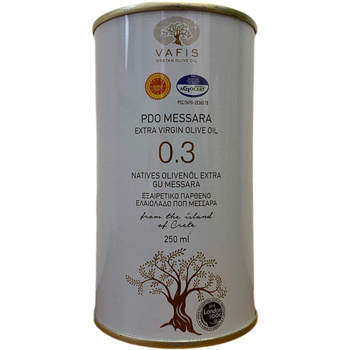 VAFIS
CRETAN OLIVE OIL
AGROCERT
PDO MESSARA
EXTRA VIRGIN OLIVE OIL
0.3
NATIVES OLIVENÖL EXTRA
GU MESSARA
ΕΞΑΙΡΕΤΙΚΟ ΠΑΡΘΕΝΟ
ΕΛΑΙΟΛΑΔΟ ΠΟΠ ΜΕΣΣΑΡΑ
from the island
of Crete
250 ml
London
IOOC